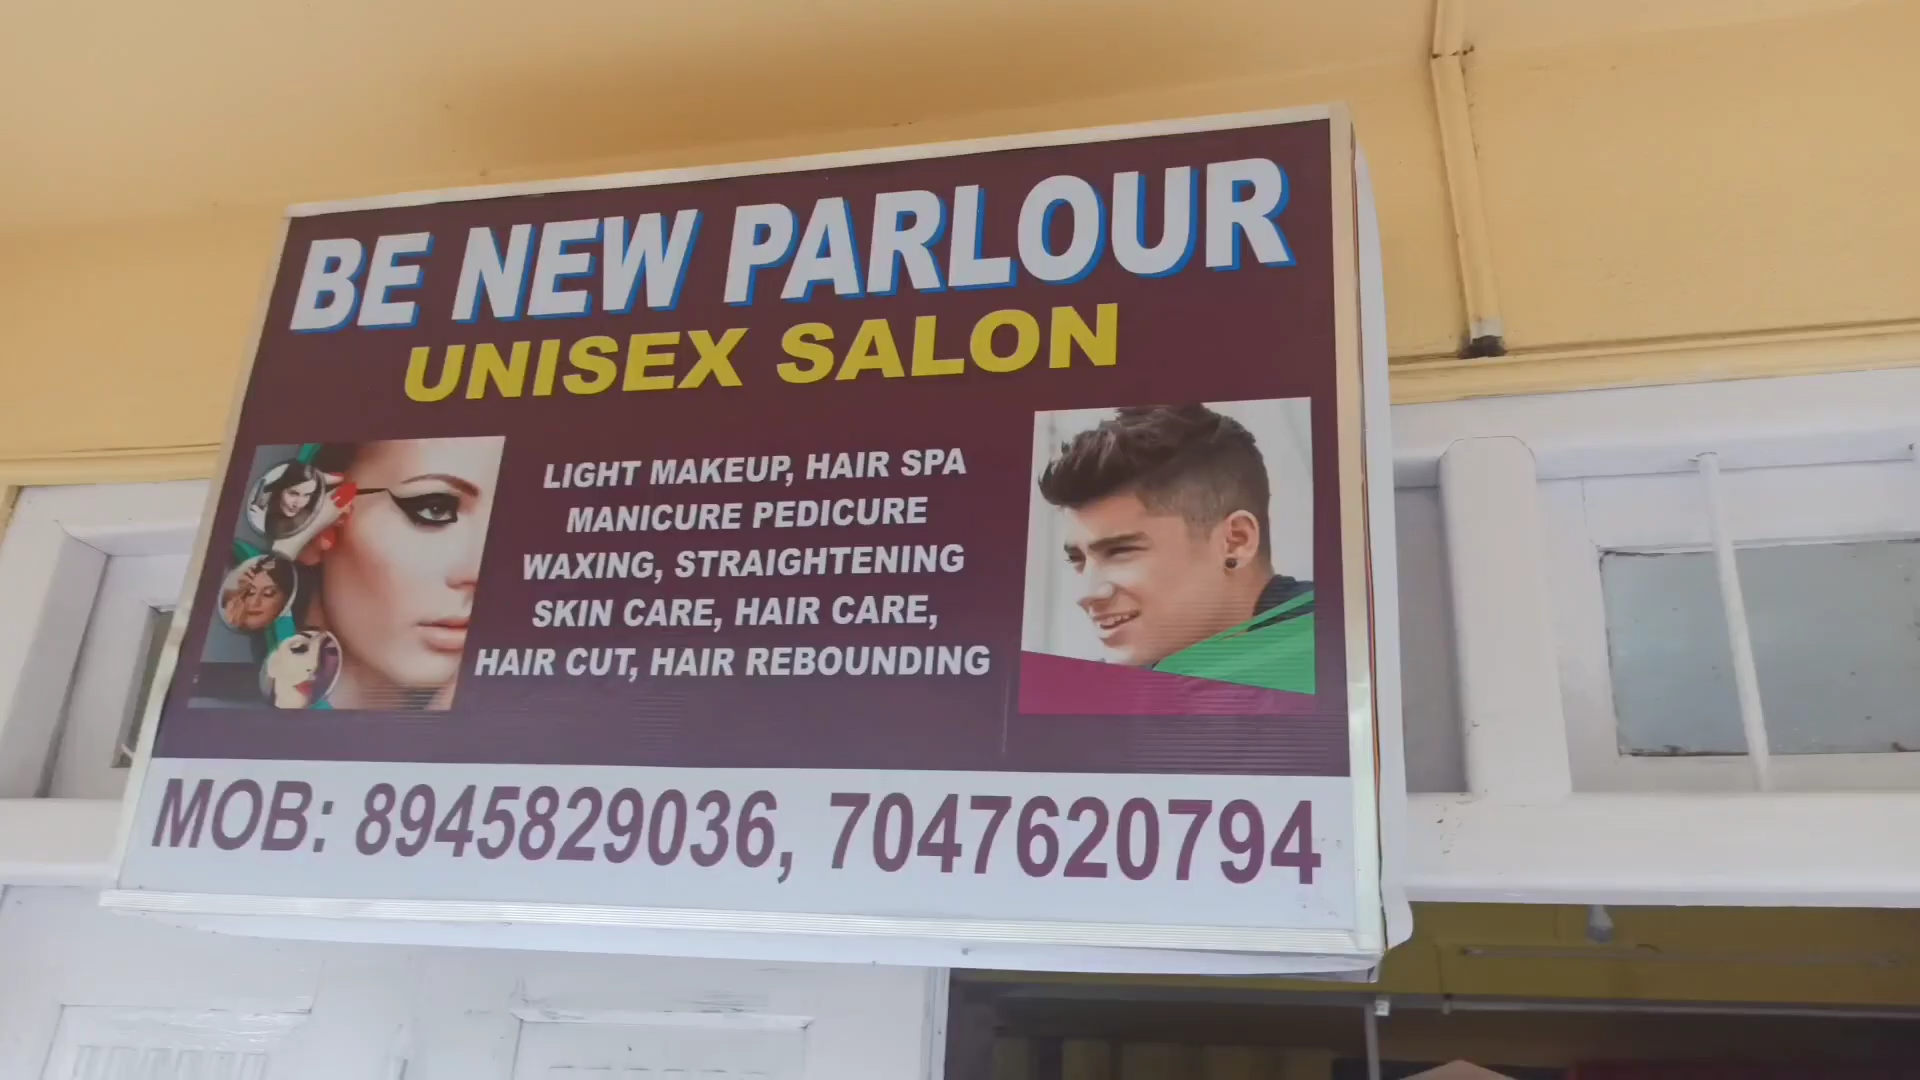 BE NEW PARLOUR
UNISEX SALON
LIGHT MAKEUP, HAIR SPA
MANICURE PEDICURE
WAXING, STRAIGHTENING
SKIN CARE, HAIR CARE,
HAIR CUT, HAIR REBOUNDING
MOB: 8945829036, 7047620794